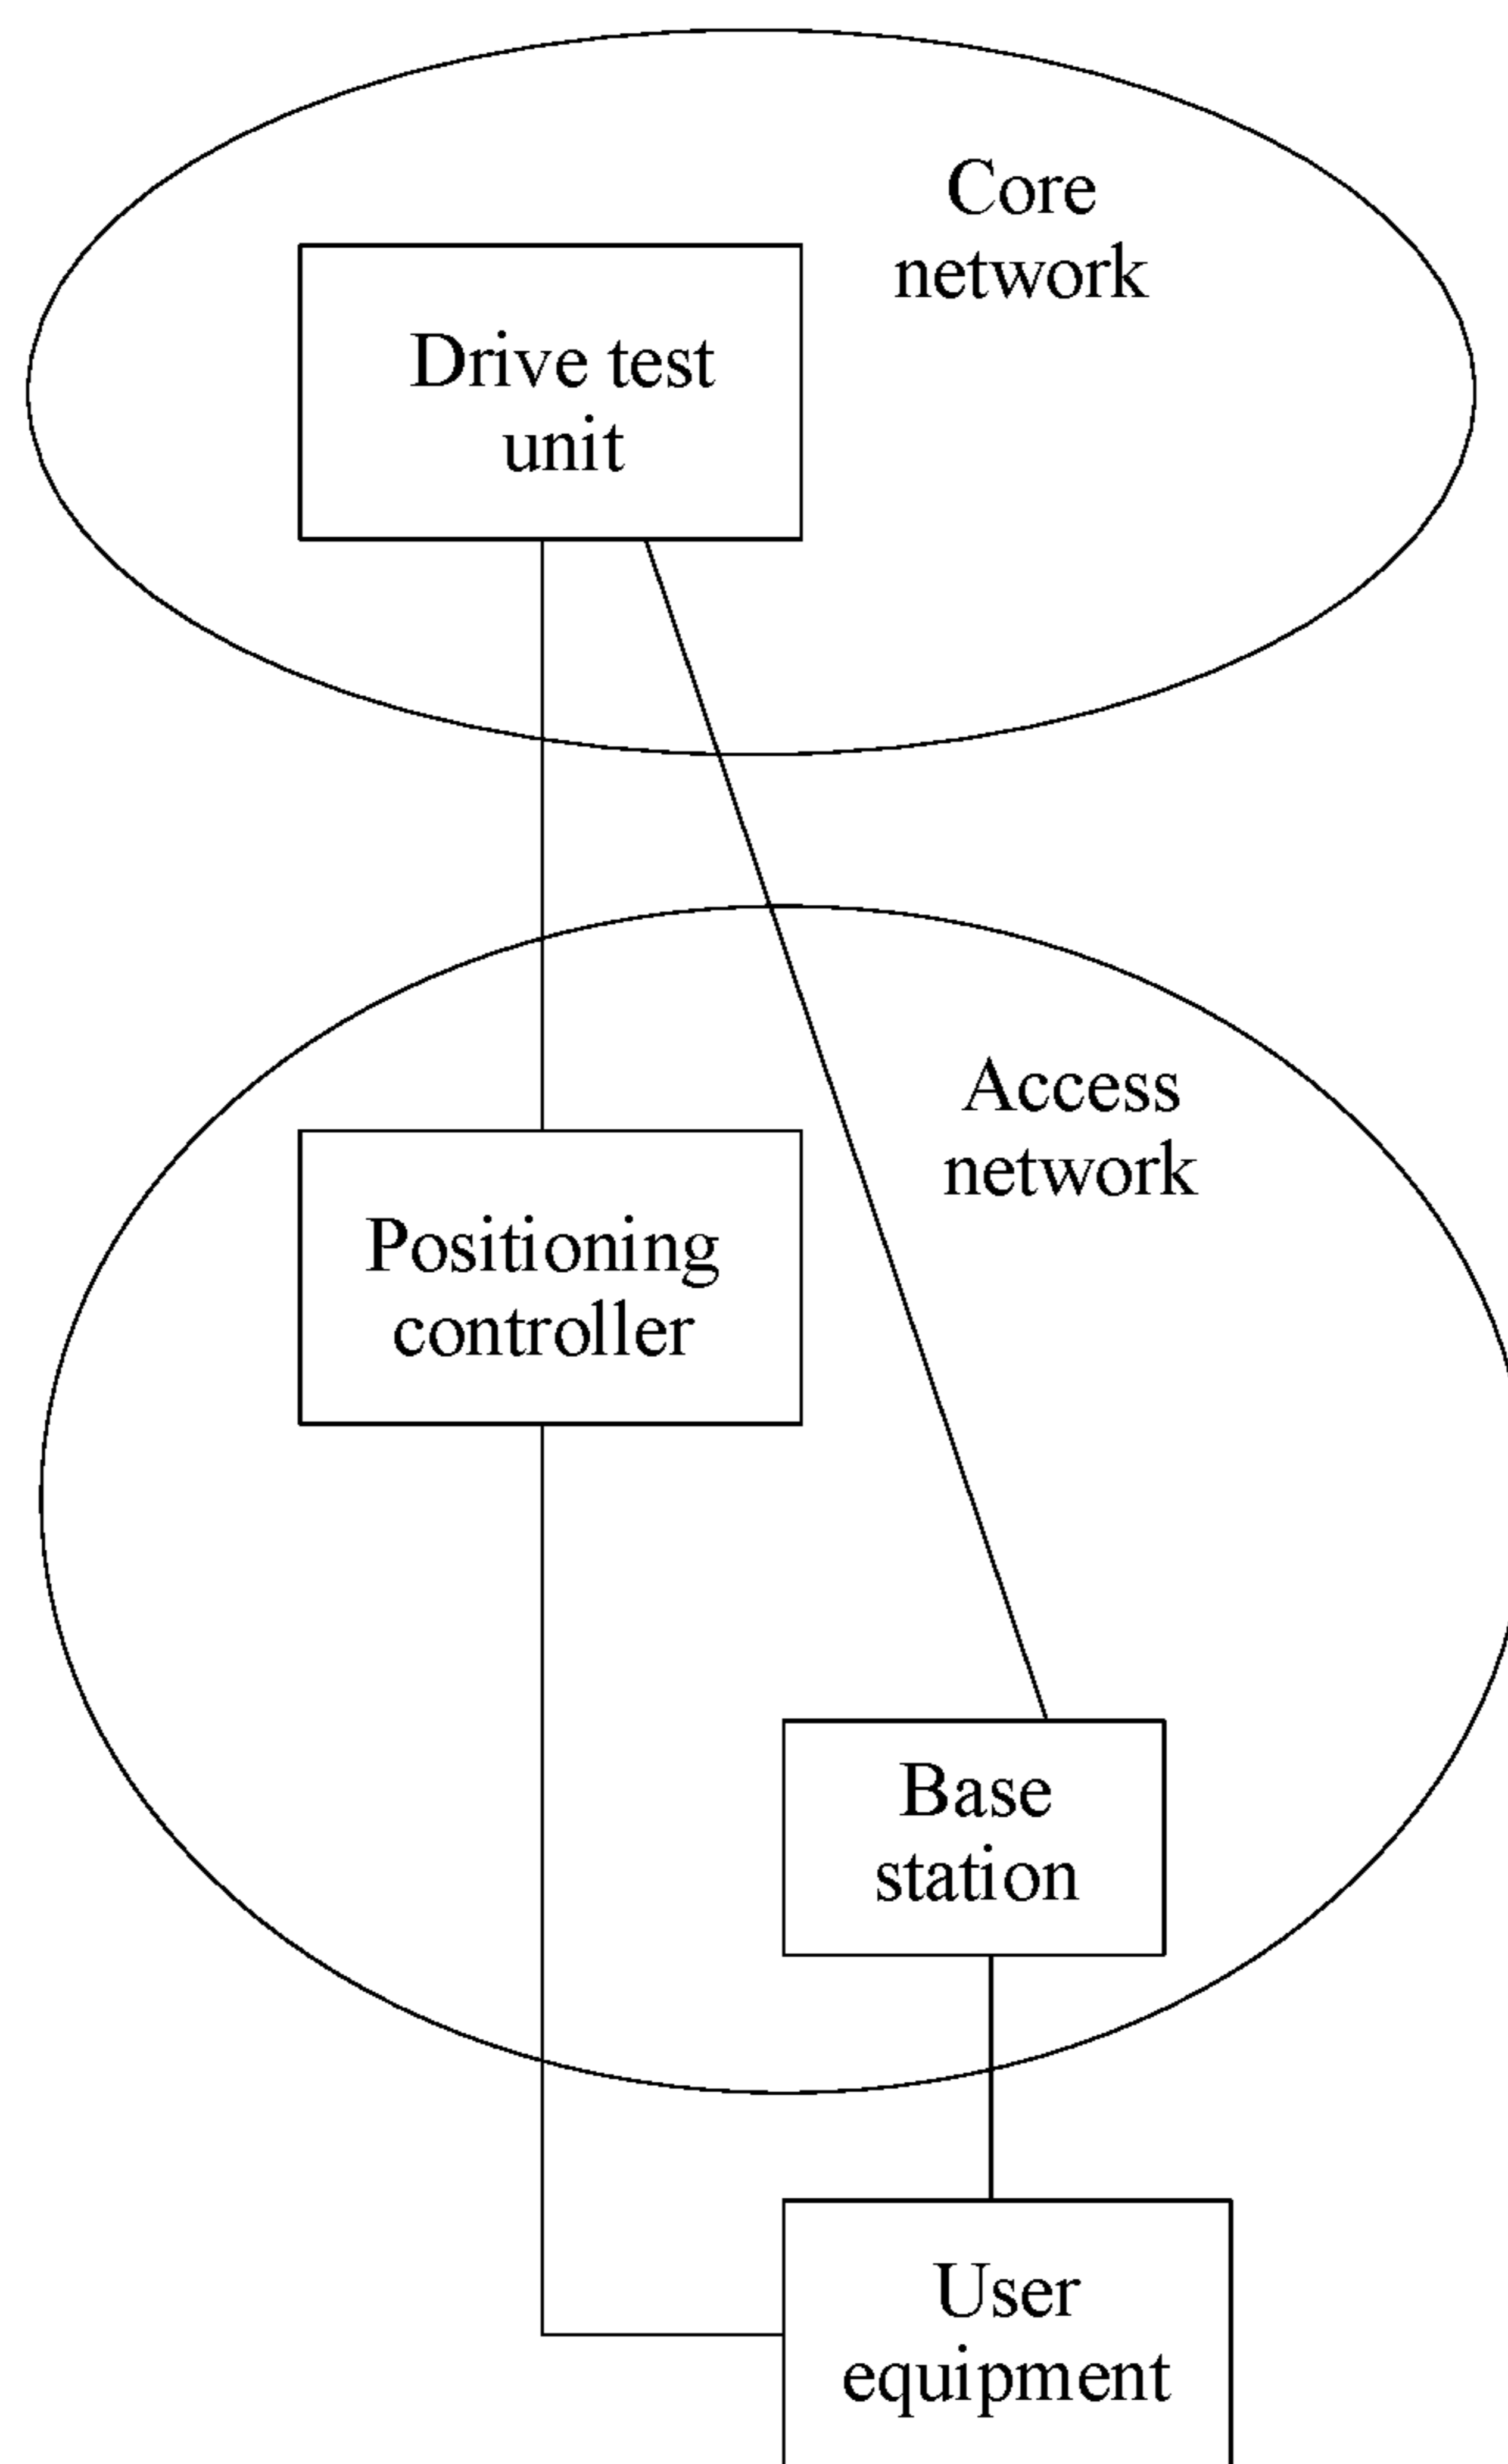 Core
network
Drive test
unit
Access
network
Positioning
controller
Base
station
User
equipment